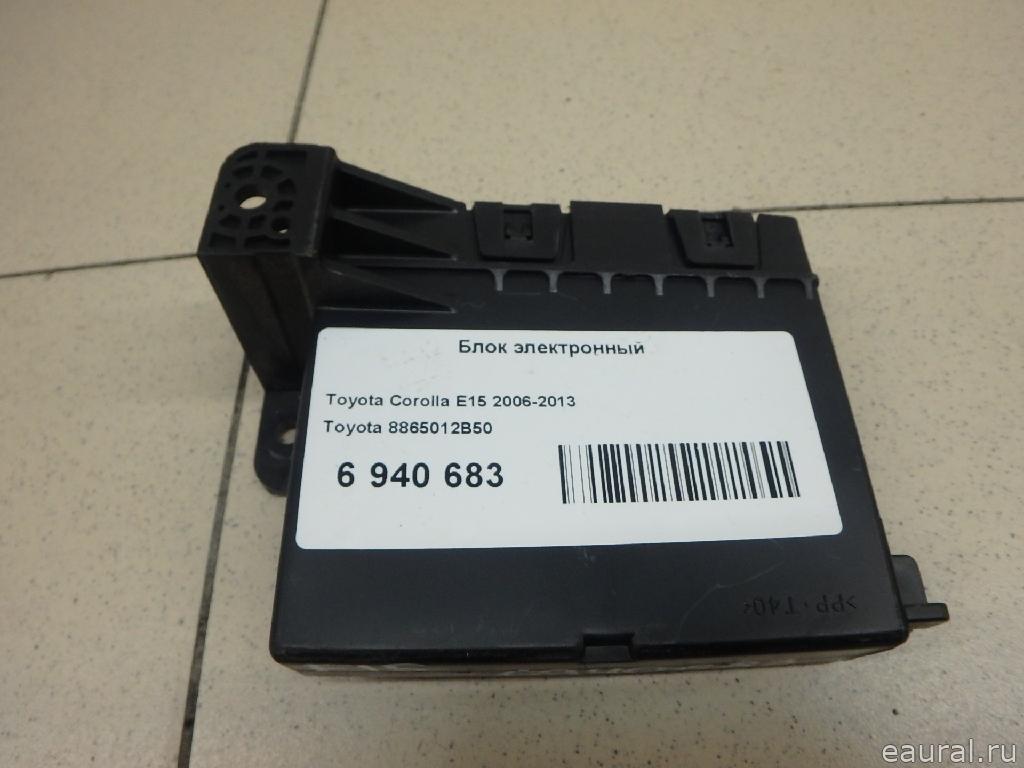 Блок электронный
Toyota Corolla E15 2006-2013
Toyota 8865012B50
6 940 683
>PP-T40<
eaural.ru